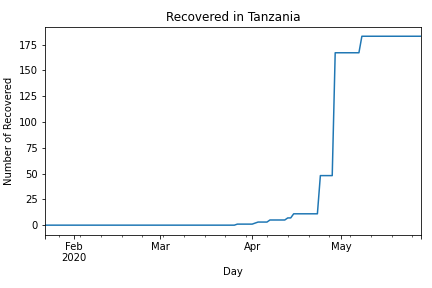 Recovered in Tanzania
Number of Recovered
175
150
125
100
75
50
25
0
Feb
2020
Mar
Apr
May
Day